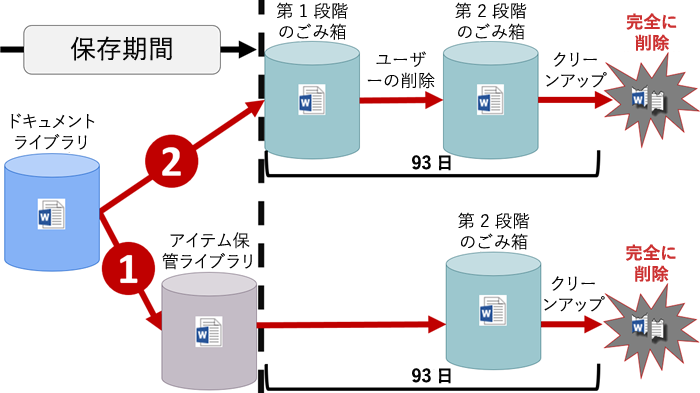 保存期間
第 1 段階
のごみ箱
ユーザ
ーの削除
第 2 段階
のごみ箱
クリー
ンアップ
完全に
削除
93 日
ドキュメント
ライブラリ
2
1
アイテム保
管ライブラリ
第 2 段階
のごみ箱
クリー
ンアップ
完全に
削除
93 日
W
W
W
W
W
W
W